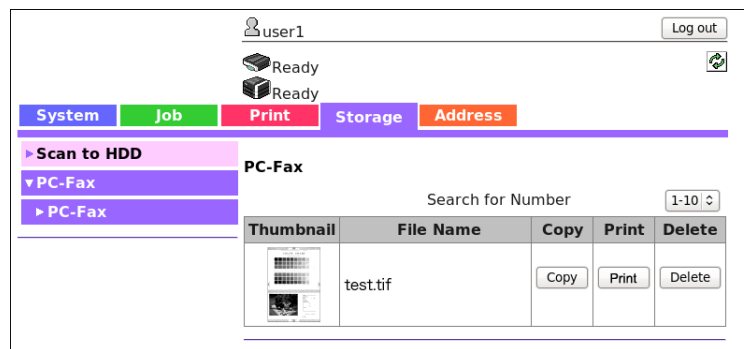 user1 Log out
Ready
Ready
System Job Print Storage Address
Scan to HDD
PC-Fax
PC-Fax
PC-Fax
Search for Number 1-10
Thumbnail File Name Copy Print Delete
test.tif Copy Print Delete